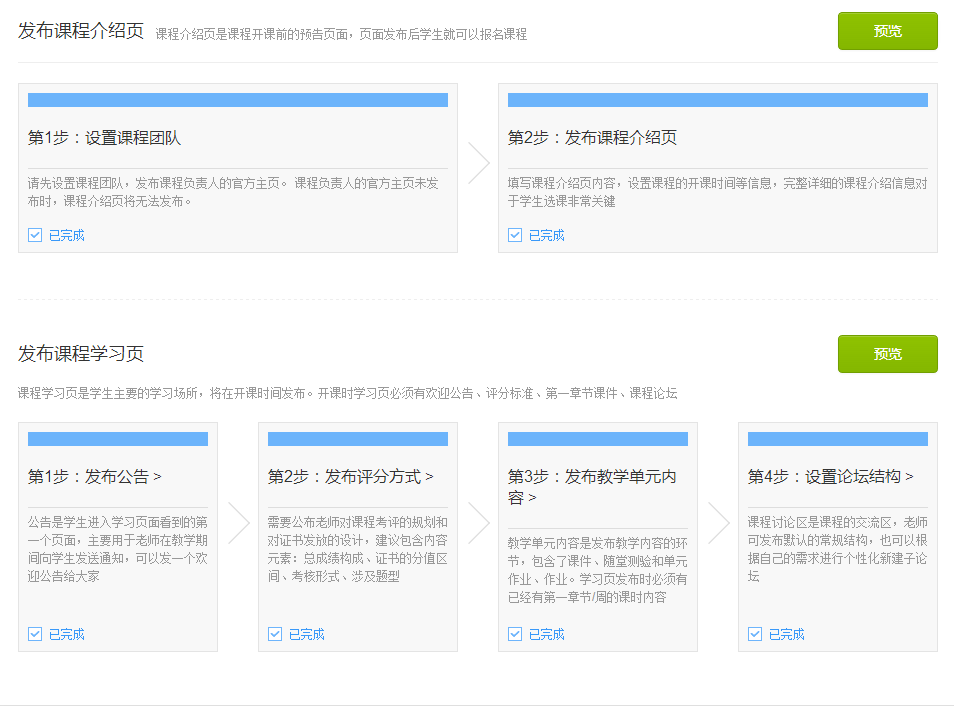 发布课程介绍页 课程介绍页是课程开课前的预告页面，页面发布后学生就可以报名课程
预览
第1步：设置课程团队
请先设置课程团队，发布课程负责人的官方主页。 课程负责人的官方主页未发
布时，课程介绍页将无法发布。
已完成
第2步：发布课程介绍页
填写课程介绍页内容，设置课程的开课时间等信息，完整详细的课程介绍信息对
于学生选课非常关键
已完成
发布课程学习页
预览
课程学习页是学生主要的学习场所，将在开课时间发布。开课时学习页必须有欢迎公告、评分标准、第一章节课件、课程论坛
第1步：发布公告 >
公告是学生进入学习页面看到的第
一个页面，主要用于老师在教学期
间向学生发送通知，可以发一个欢
迎公告给大家
已完成
第2步：发布评分方式 >
需要公布老师对课程考评的规划和
对证书发放的设计，建议包含内容
元素：总成绩构成、证书的分值区
间、考核形式、涉及题型
已完成
第3步：发布教学单元内
容 >
教学单元内容是发布教学内容的环
节，包含了课件、随堂测验和单元
作业、作业。学习页发布时必须有
已经有第一章节/周的课时内容
已完成
第4步：设置论坛结构 >
课程讨论区是课程的交流区，老师
可发布默认的常规结构，也可以根
据自己的需求进行个性化新建子论
坛
已完成